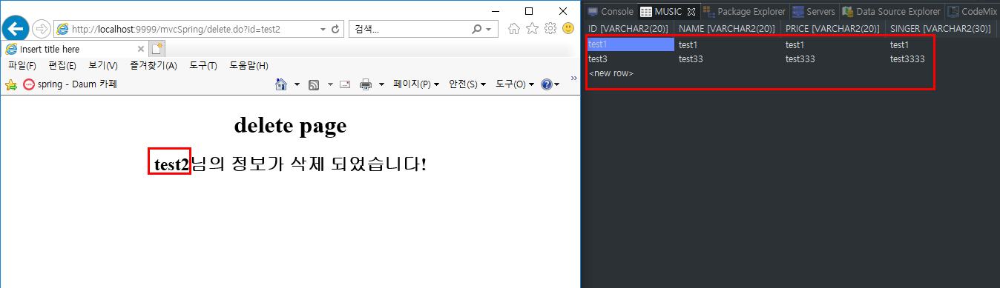 http://localhost:9999/mvcSpring/delete.do?id=test2
검색...
Insert title here
파일(F) 편집(E) 보기(V) 즐겨찾기(A) 도구(T) 도움말(H)
spring - Daum 카페
페이지(P) 안전(S) 도구(O)
delete page
test2님의 정보가 삭제 되었습니다!
Console MUSIC Package Explorer Servers Data Source Explorer CodeMix
ID [VARCHAR2(20)] NAME [VARCHAR2(20)] PRICE [VARCHAR2(20)] SINGER [VARCHAR2(30)]
test1 test1 test1 test1
test3 test33 test333 test3333
<new row>